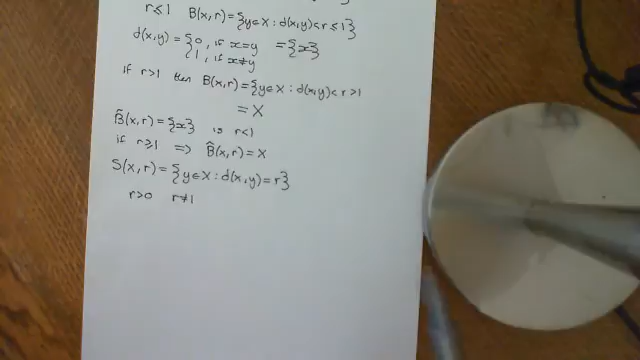 r≤1 B(x,r)={y∈X : d(x,y)<r≤1}
d(x,y)={0, if x=y ={x}
1, if x≠y
if r>1 then B(x,r)={y∈X : d(x,y)<r>1
=X
B̄(x,r)={x} is r<1
if r≥1 ⟹ B̄(x,r)=X
S(x,r)={y∈X : d(x,y)=r}
r>0 r≠1